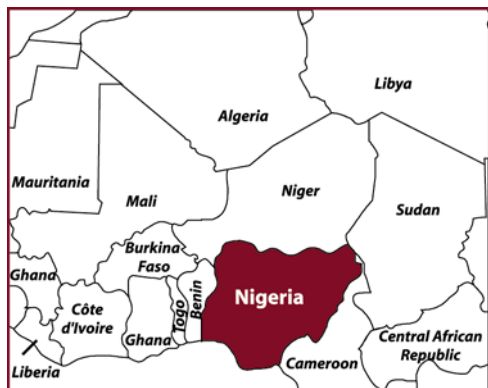 Libya
Algeria
Mauritania
Mali
Niger
Sudan
Burkina
Faso
Ghana
Côte
d'Ivoire
Ghana
Togo
Benin
Nigeria
Liberia
Cameroon
Central African
Republic